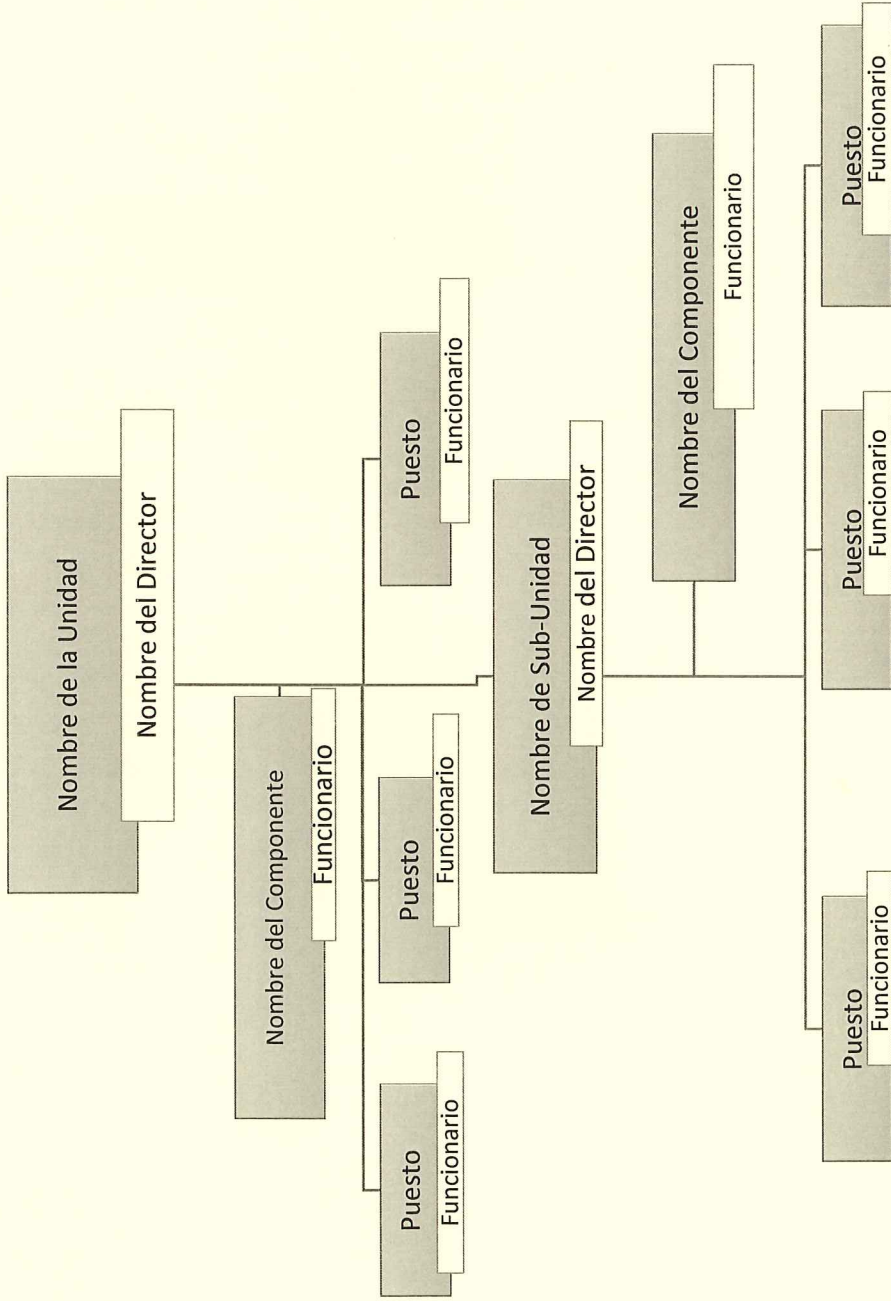 Nombre de la Unidad
Nombre del Director
Nombre del Componente
Funcionario
Puesto
Funcionario
Puesto
Funcionario
Puesto
Funcionario
Nombre de Sub-Unidad
Nombre del Director
Nombre del Componente
Funcionario
Puesto
Funcionario
Puesto
Funcionario
Puesto
Funcionario